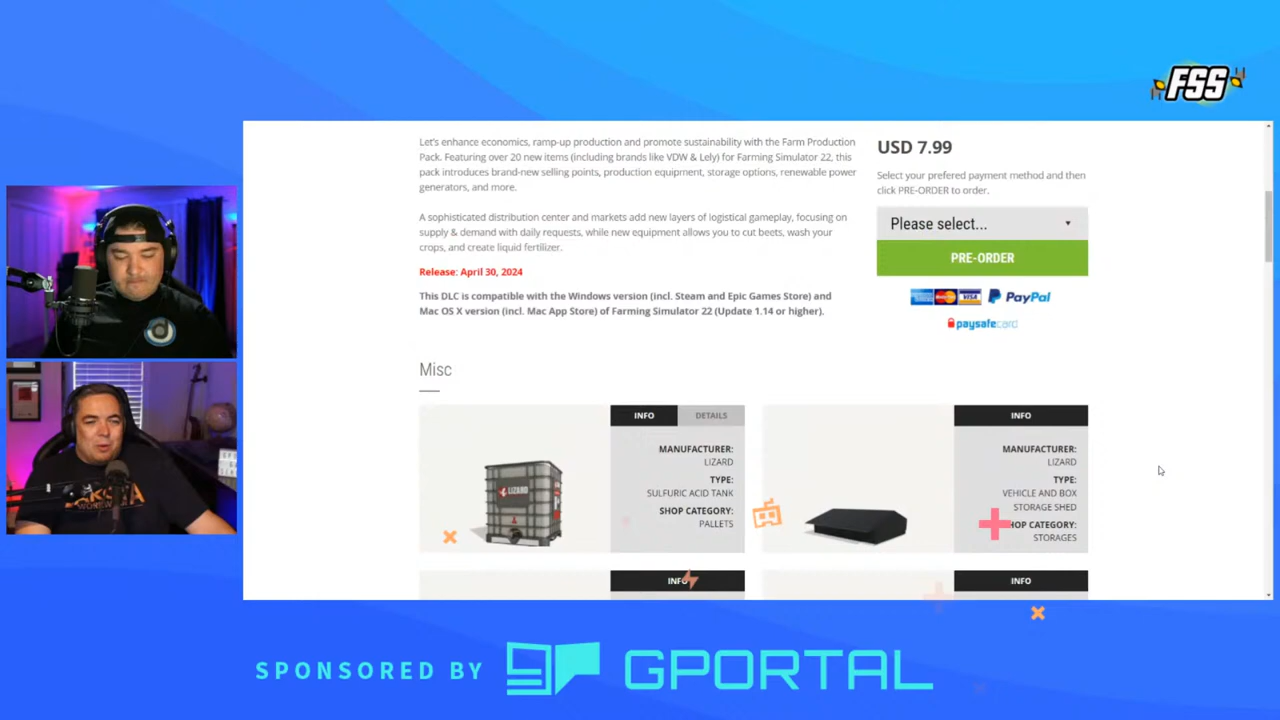 FSS
Let's enhance economics, ramp-up production and promote sustainability with the Farm Production
Pack. Featuring over 20 new items (including brands like VDW & Lely) for Farming Simulator 22, this
pack introduces brand-new selling points, production equipment, storage options, renewable power
generators, and more.
A sophisticated distribution center and markets add new layers of logistical gameplay, focusing on
supply & demand with daily requests, while new equipment allows you to cut beets, wash your
crops, and create liquid fertilizer.
Release: April 30, 2024
This DLC is compatible with the Windows version (incl. Steam and Epic Games Store) and
Mac OS X version (incl. Mac App Store) of Farming Simulator 22 (Update 1.14 or higher).
USD 7.99
Select your prefered payment method and then
click PRE-ORDER to order.
Please select...
PRE-ORDER
VISA
PayPal
paysafecard
Misc
INFO
DETAILS
MANUFACTURER:
LIZARD
TYPE:
SULFURIC ACID TANK
SHOP CATEGORY:
PALLETS
LIZARD
INFO
MANUFACTURER:
LIZARD
TYPE:
VEHICLE AND BOX
STORAGE SHED
HOP CATEGORY:
STORAGES
INFO
INFO
SPONSORED BY
GPORTAL